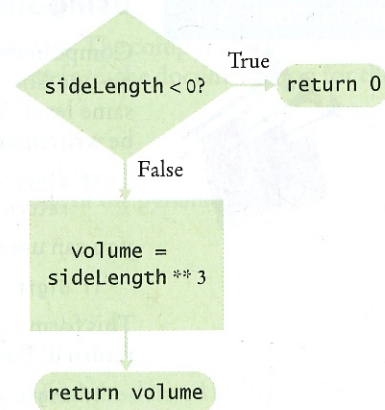 True
sideLength < 0?
return 0
False
volume =
sideLength ** 3
return volume